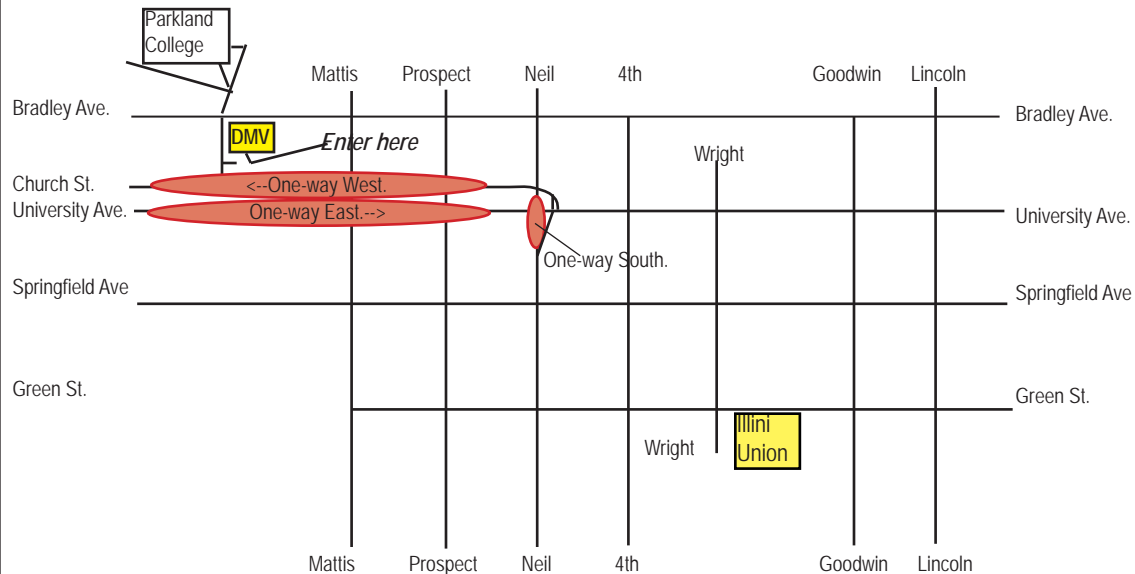 Parkland
College
Mattis Prospect Neil 4th Goodwin Lincoln
Bradley Ave. Bradley Ave.
DMV Enter here
Wright
Church St. <--One-way West.
University Ave. One-way East.--> University Ave.
One-way South.
Springfield Ave Springfield Ave
Green St. Green St.
Illini
Union
Wright
Mattis Prospect Neil 4th Goodwin Lincoln